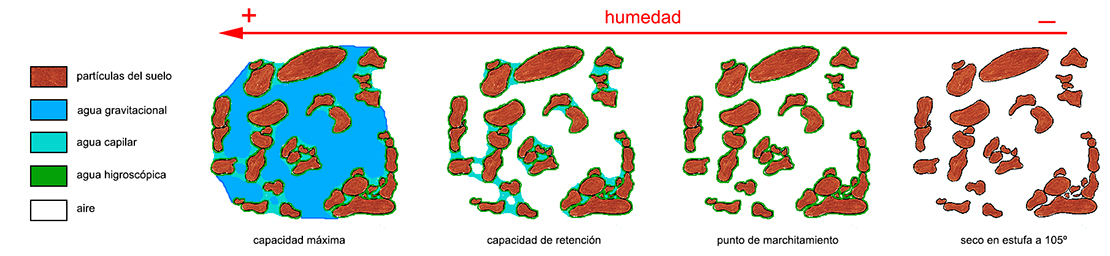 + humedad —
partículas del suelo
agua gravitacional
agua capilar
agua higroscópica
aire
capacidad máxima
capacidad de retención
punto de marchitamiento
seco en estufa a 105º